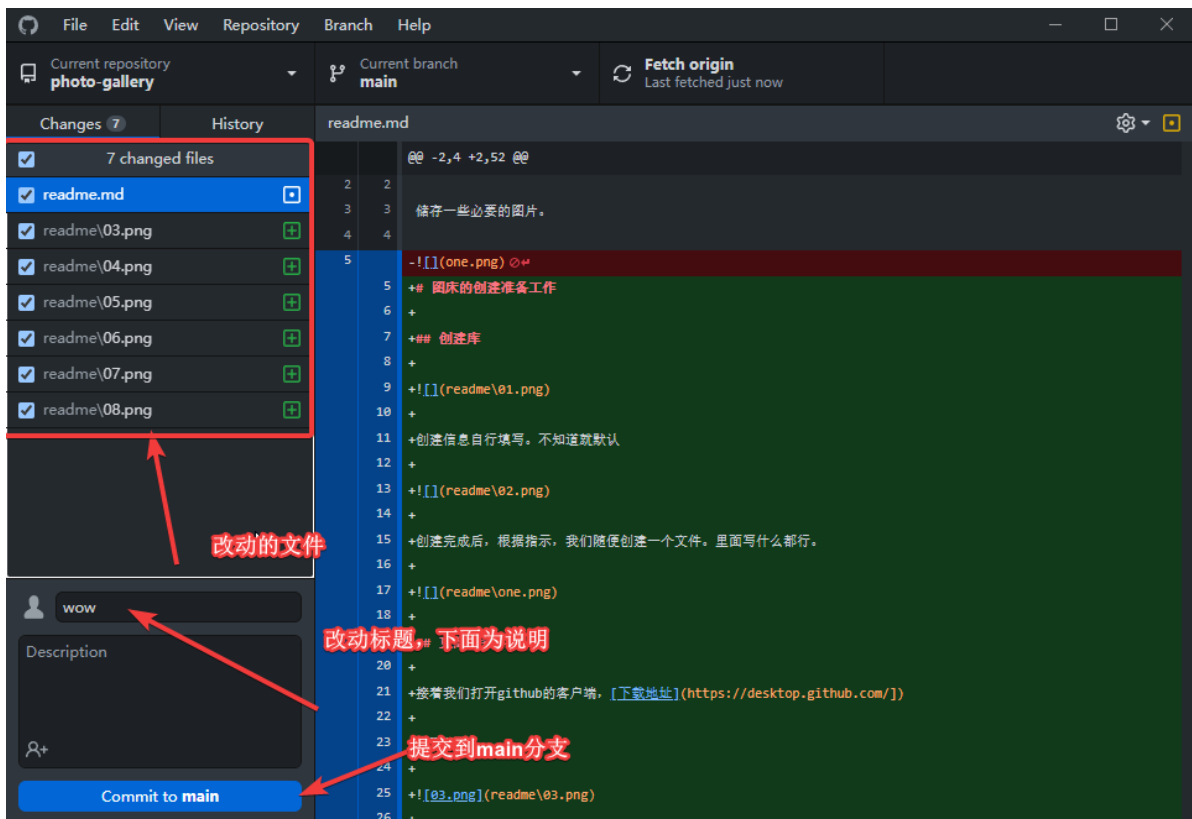 File Edit View Repository Branch Help
Current repository
photo-gallery
Current branch
main
Fetch origin
Last fetched just now
Changes 7 History
7 changed files
readme.md
readme\03.png
readme\04.png
readme\05.png
readme\06.png
readme\07.png
readme\08.png
改动的文件
wow
改动标题，下面为说明
Description
提交到main分支
Commit to main
readme.md
@@ -2,4 +2,52 @@
2 2
3 3 储存一些必要的图片。
4 4
5 -![](one.png)
5 +# 图床的创建准备工作
6 +
7 +## 创建库
8 +
9 +![](readme\01.png)
10 +
11 +创建信息自行填写。不知道就默认
12 +
13 +![](readme\02.png)
14 +
15 +创建完成后，根据指示，我们随便创建一个文件。里面写什么都行。
16 +
17 +![](readme\one.png)
18 +
#
20 +
21 +接着我们打开github的客户端，[下载地址](https://desktop.github.com/])
22 +
23
24 +
25 +![03.png](readme\03.png)
26